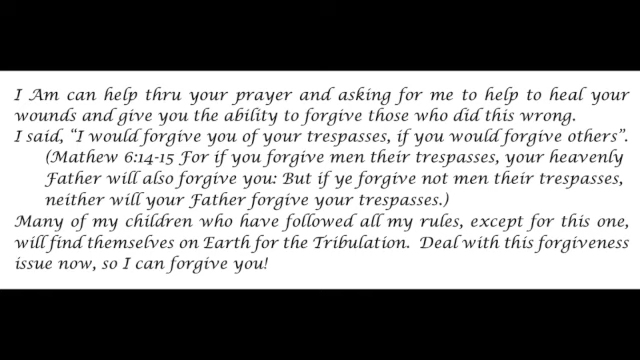 I Am can help thru your prayer and asking for me to help to heal your
wounds and give you the ability to forgive those who did this wrong.
I said, “I would forgive you of your trespasses, if you would forgive others”.
(Mathew 6:14-15 For if you forgive men their trespasses, your heavenly
Father will also forgive you: But if ye forgive not men their trespasses,
neither will your Father forgive your trespasses.)
Many of my children who have followed all my rules, except for this one,
will find themselves on Earth for the Tribulation. Deal with this forgiveness
issue now, so I can forgive you!